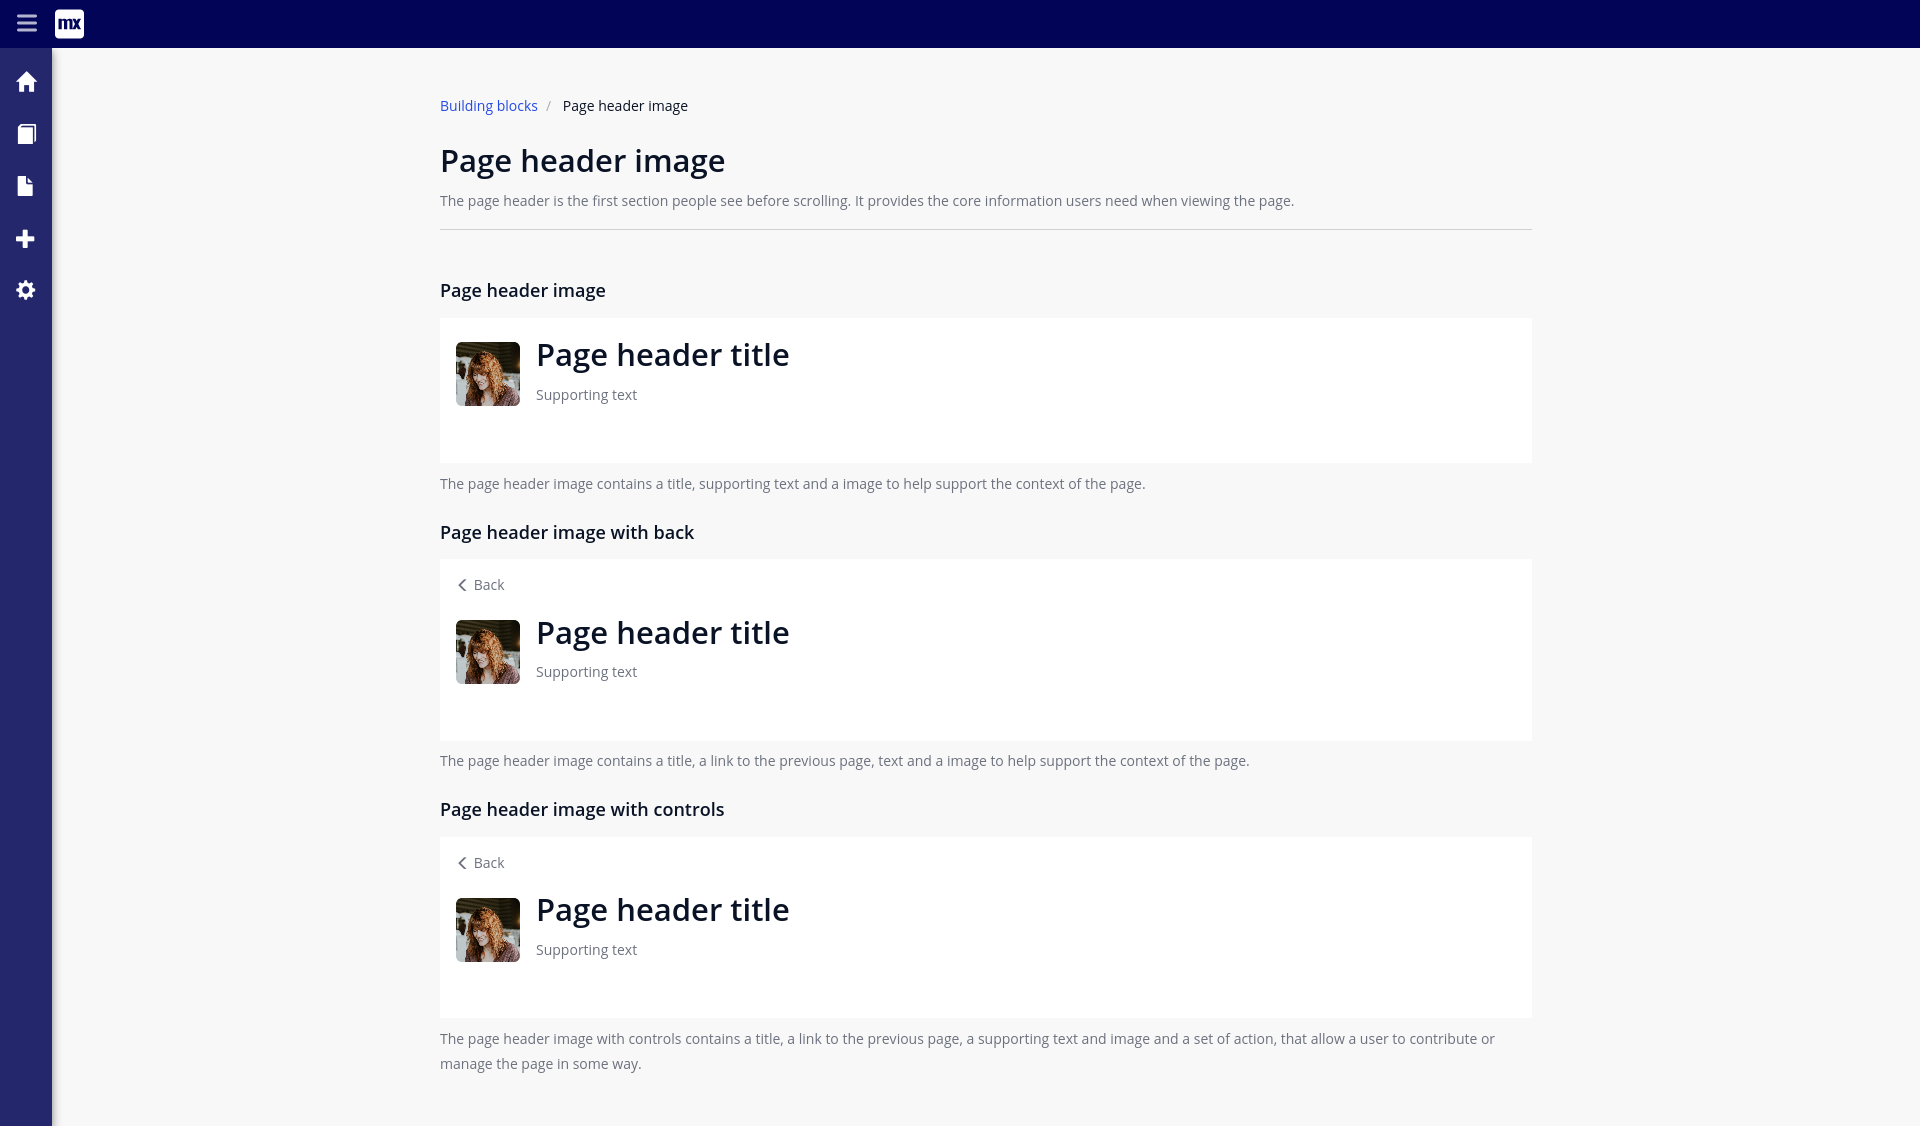 mx
Building blocks / Page header image
Page header image
The page header is the first section people see before scrolling. It provides the core information users need when viewing the page.
Page header image
Page header title
Supporting text
The page header image contains a title, supporting text and a image to help support the context of the page.
Page header image with back
Back
Page header title
Supporting text
The page header image contains a title, a link to the previous page, text and a image to help support the context of the page.
Page header image with controls
Back
Page header title
Supporting text
The page header image with controls contains a title, a link to the previous page, a supporting text and image and a set of action, that allow a user to contribute or
manage the page in some way.